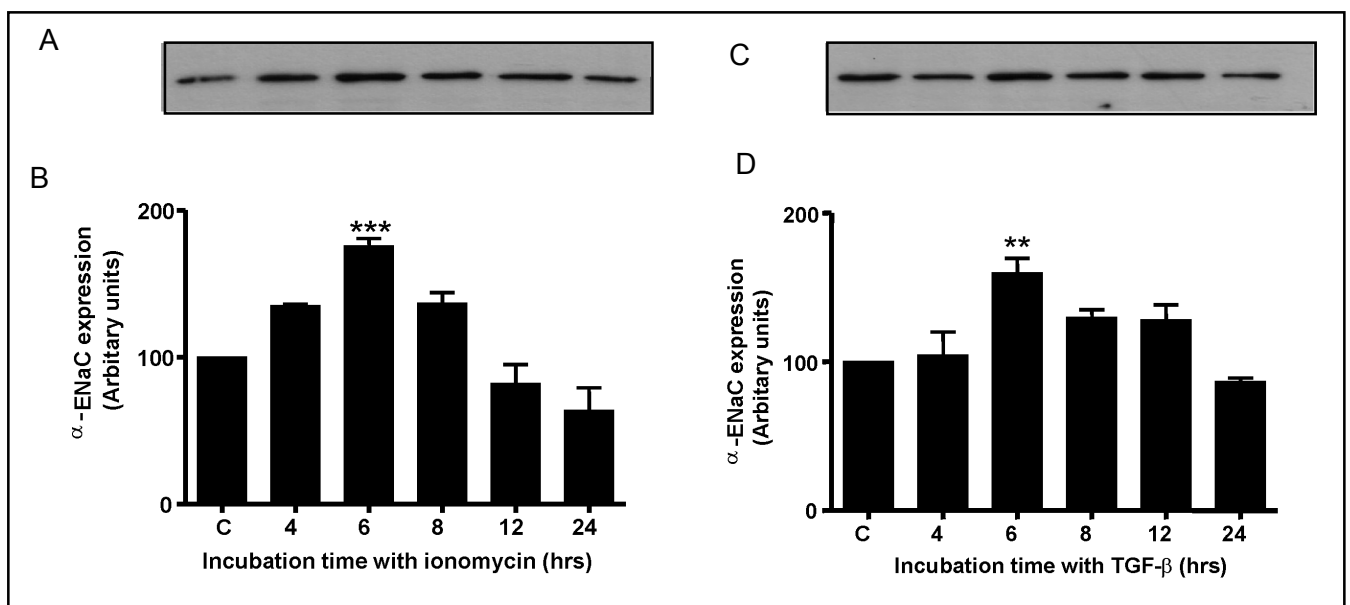 A
C
B
D
α-ENaC expression
(Arbitary units)
200
100
0
***
C 4 6 8 12 24
Incubation time with ionomycin (hrs)
α-ENaC expression
(Arbitary units)
200
100
0
**
C 4 6 8 12 24
Incubation time with TGF-β (hrs)